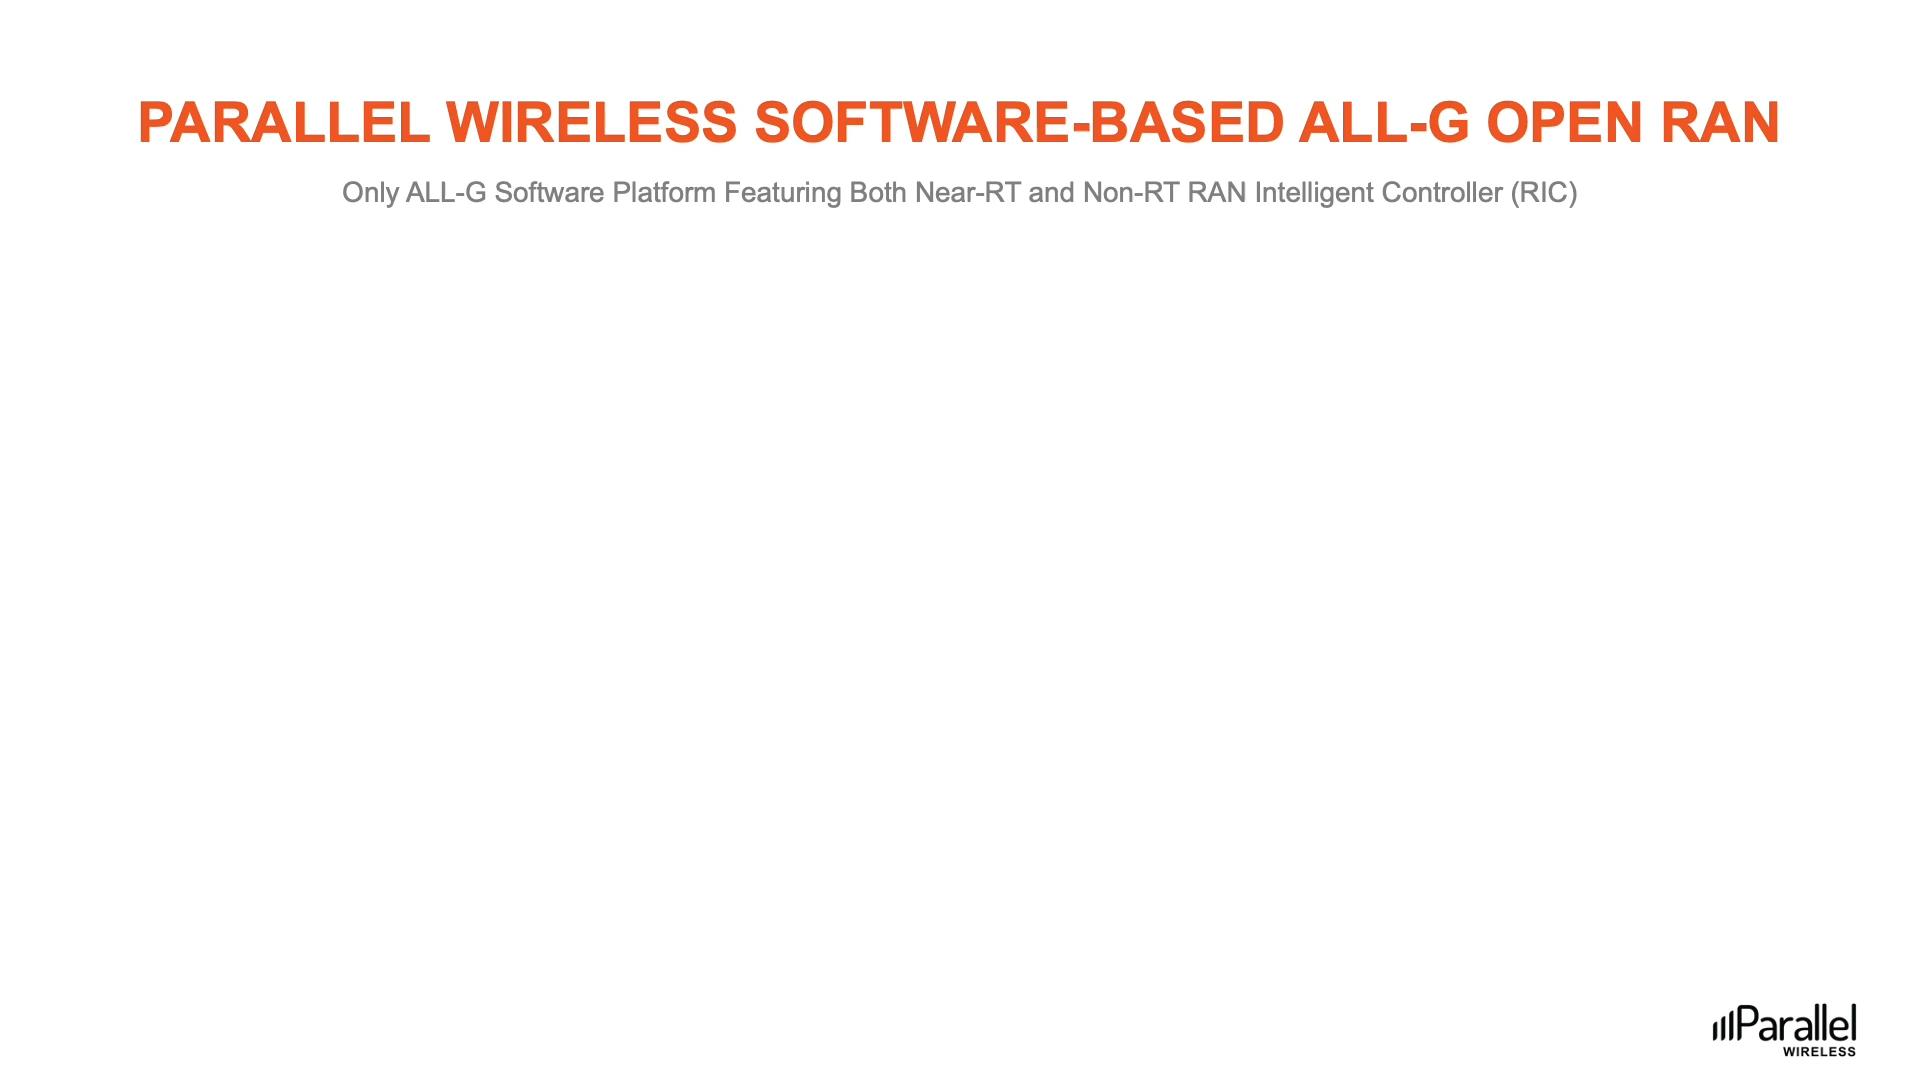 PARALLEL WIRELESS SOFTWARE-BASED ALL-G OPEN RAN
Only ALL-G Software Platform Featuring Both Near-RT and Non-RT RAN Intelligent Controller (RIC)
Parallel
WIRELESS